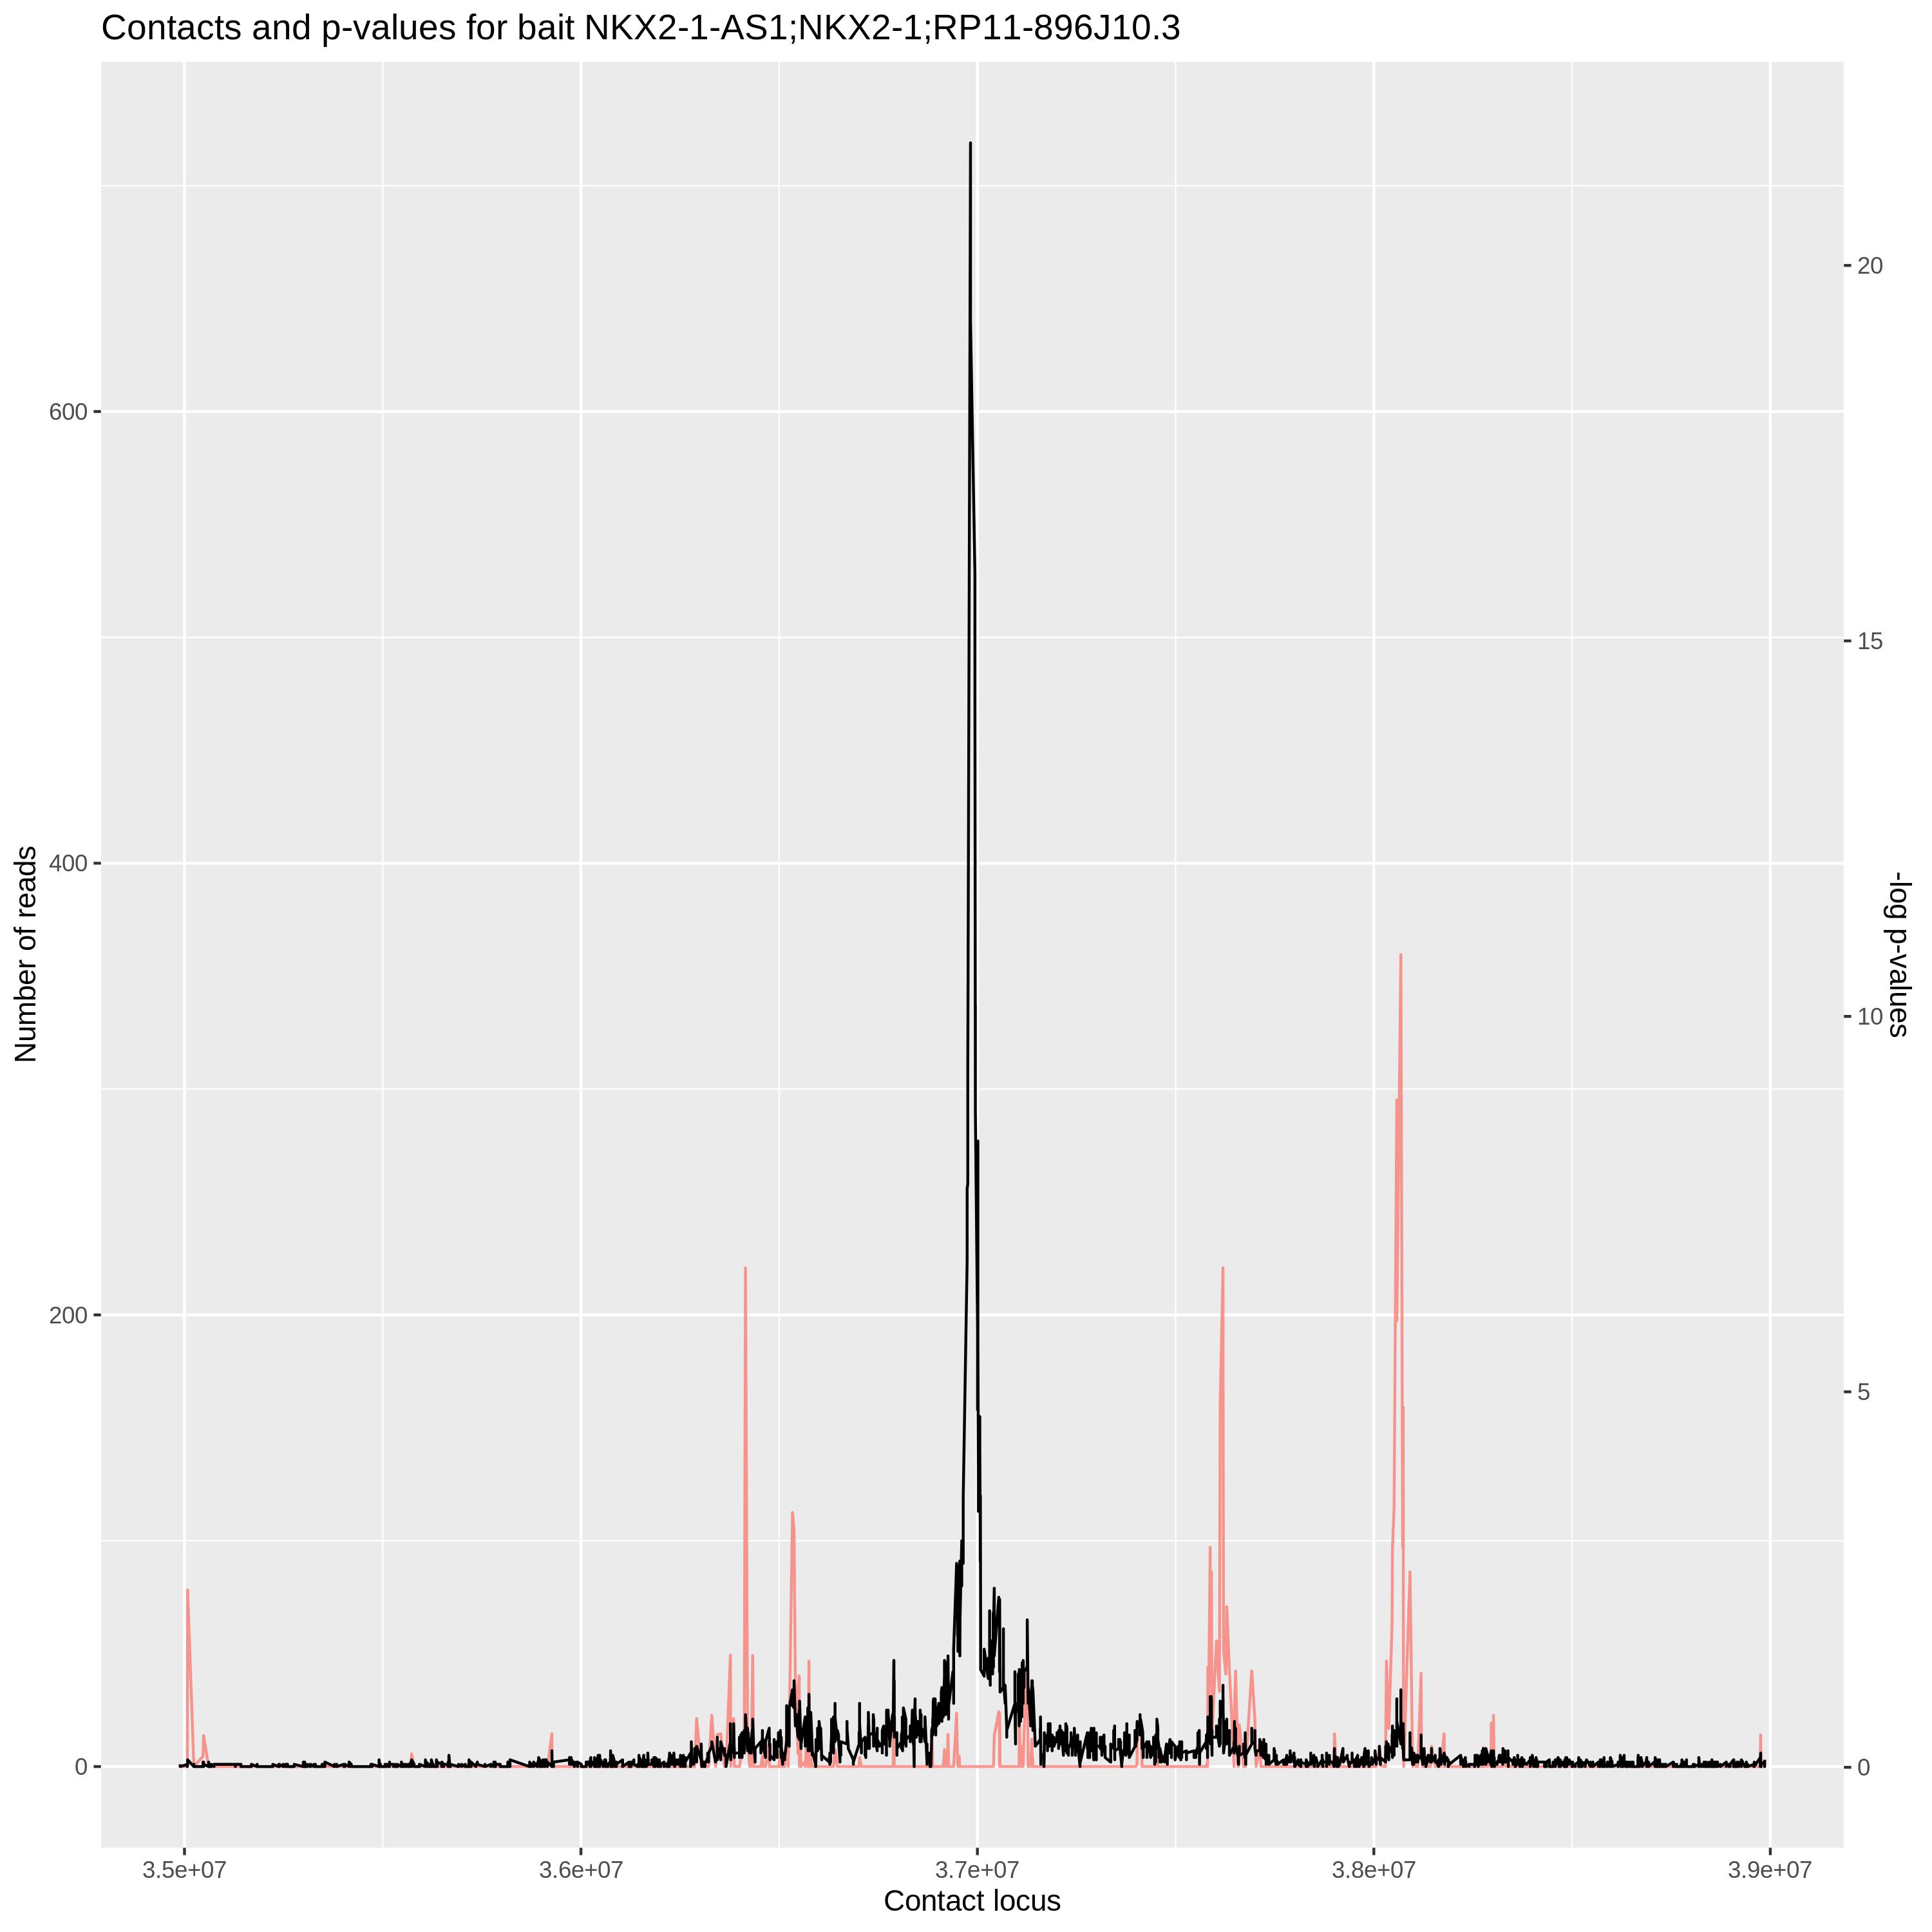 Contacts and p-values for bait NKX2-1-AS1;NKX2-1;RP11-896J10.3
Number of reads
600
400
200
0
20
15
10
5
0
-log p-values
3.5e+07 3.6e+07 3.7e+07 3.8e+07 3.9e+07
Contact locus